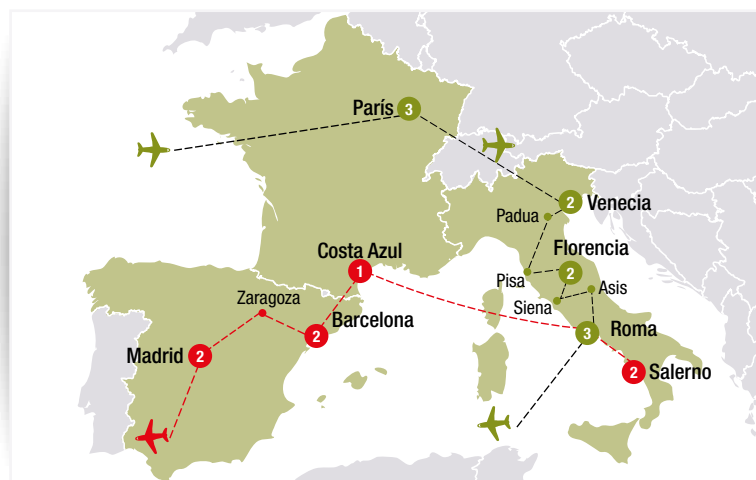 París 3
2 Venecia
Padua
Florencia
2
Costa Azul
1
Pisa
Asis
Siena
Zaragoza
Barcelona
2
3 Roma
Madrid 2
2 Salerno